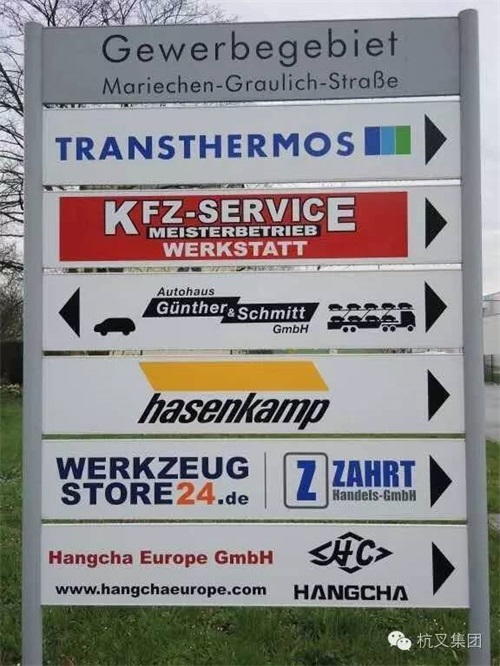 Gewerbegebiet
Mariechen-Graulich-Straße
TRANSTHERMOS
KFZ-SERVICE
MEISTERBETRIEB
WERKSTATT
Autohaus
Günther & Schmitt
GmbH
hasenkamp
WERKZEUG
STORE24.de
Z ZAHRT
Handels-GmbH
Hangcha Europe GmbH
www.hangchaeurope.com
HC
HANGCHA
杭叉集团